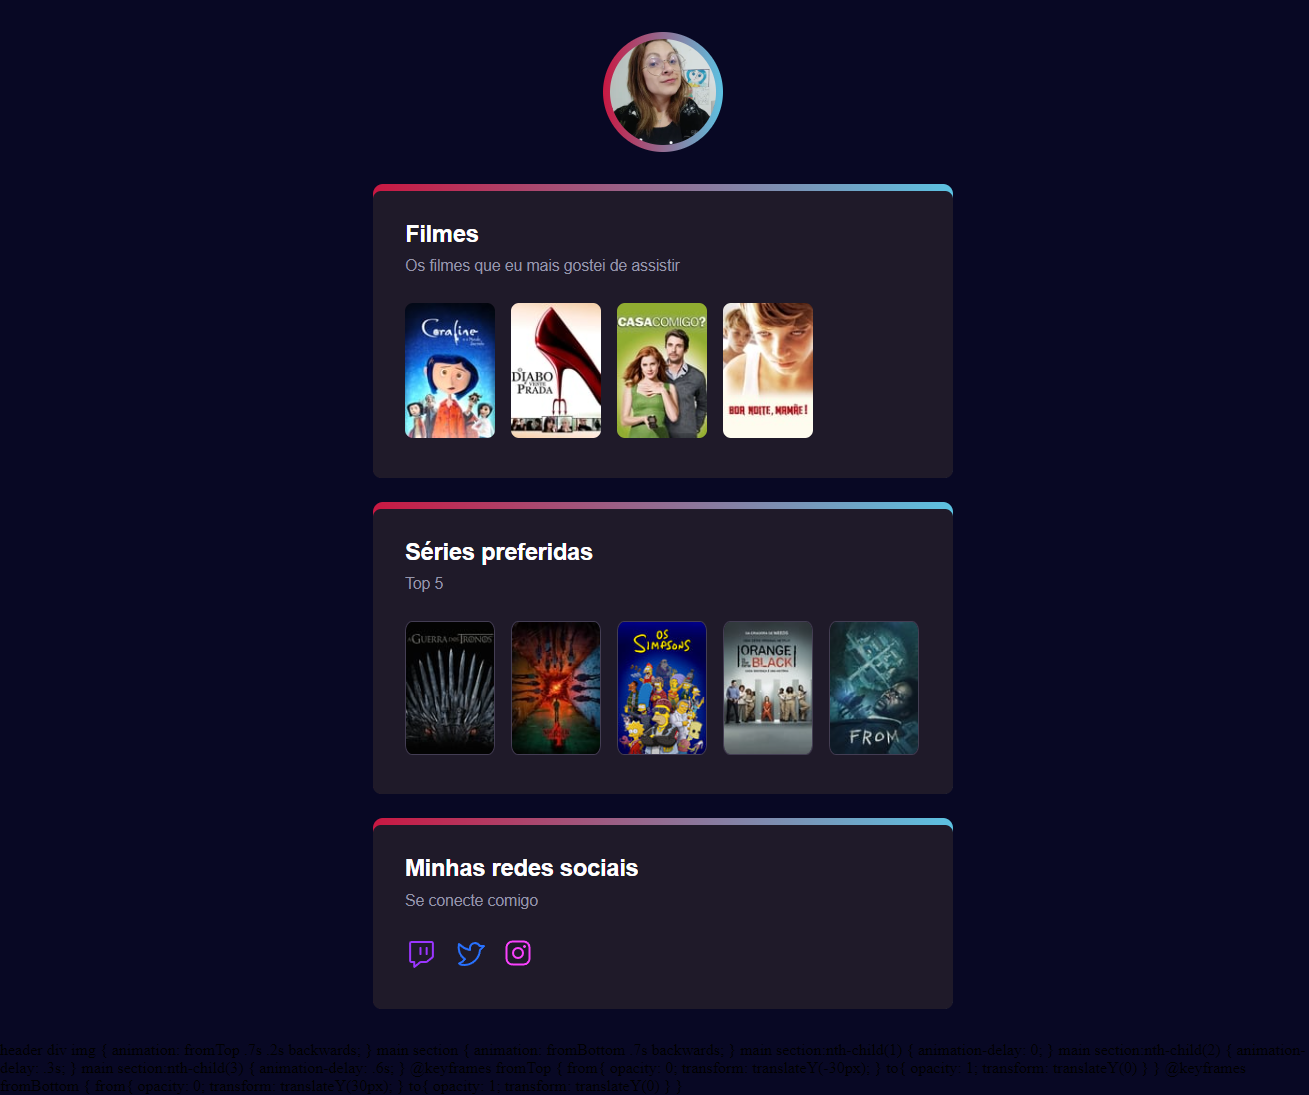 Filmes
Os filmes que eu mais gostei de assistir
Coraline
CASA COMIGO?
O DIABO VESTE PRADA
BOA NOITE, MAMÃE!
Séries preferidas
Top 5
A GUERRA DOS TRONOS
OS SIMPSONS
ORANGE IS THE NEW BLACK
FROM
Minhas redes sociais
Se conecte comigo
header div img { animation: fromTop .7s .2s backwards; } main section { animation: fromBottom .7s backwards; } main section:nth-child(1) { animation-delay: 0; } main section:nth-child(2) { animation-
delay: .3s; } main section:nth-child(3) { animation-delay: .6s; } @keyframes fromTop { from{ opacity: 0; transform: translateY(-30px); } to{ opacity: 1; transform: translateY(0) } } @keyframes
fromBottom { from{ opacity: 0; transform: translateY(30px); } to{ opacity: 1; transform: translateY(0) } }